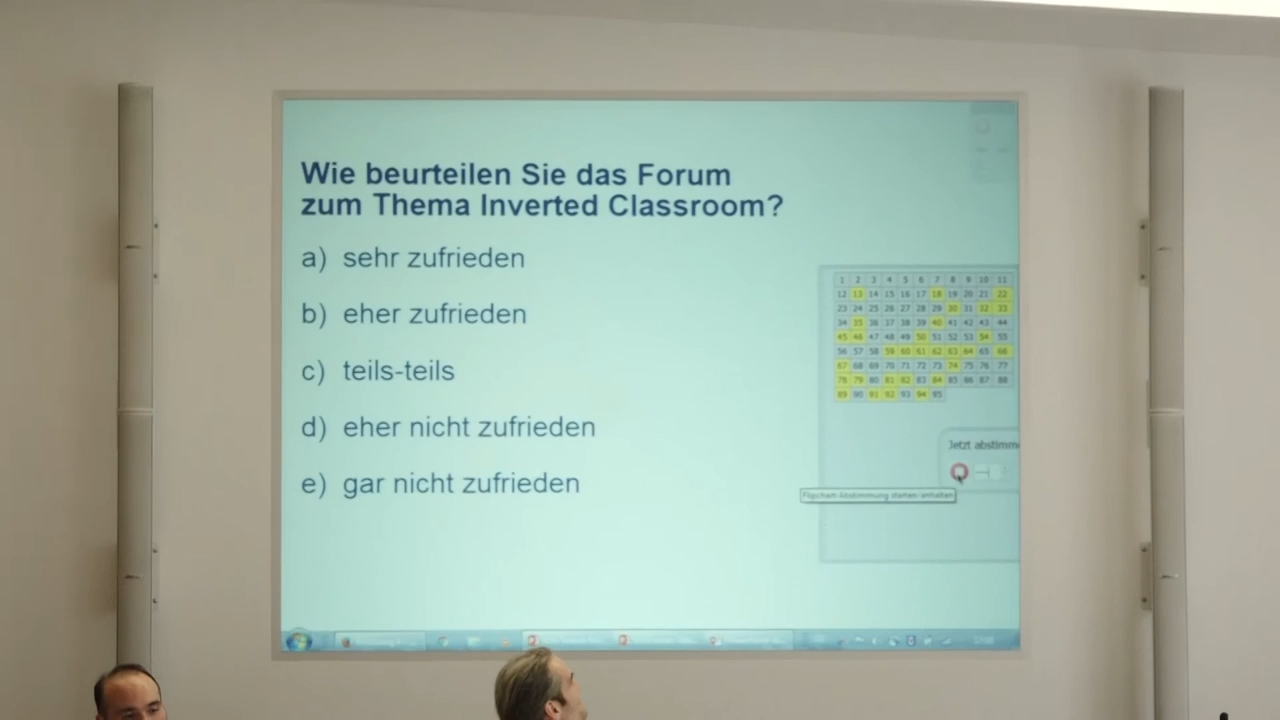 Wie beurteilen Sie das Forum
zum Thema Inverted Classroom?
a) sehr zufrieden
b) eher zufrieden
c) teils-teils
d) eher nicht zufrieden
e) gar nicht zufrieden
1 2 3 4 5 6 7 8 9 10 11
12 13 14 15 16 17 18 19 20 21 22
23 24 25 26 27 28 29 30 31 32 33
34 35 36 37 38 39 40 41 42 43 44
45 46 47 48 49 50 51 52 53 54 55
56 57 58 59 60 61 62 63 64 65 66
67 68 69 70 71 72 73 74 75 76 77
78 79 80 81 82 83 84 85 86 87 88
89 90 91 92 93 94 95
Jetzt abstimm
Flipchart-Abstimmung starten/anhalten